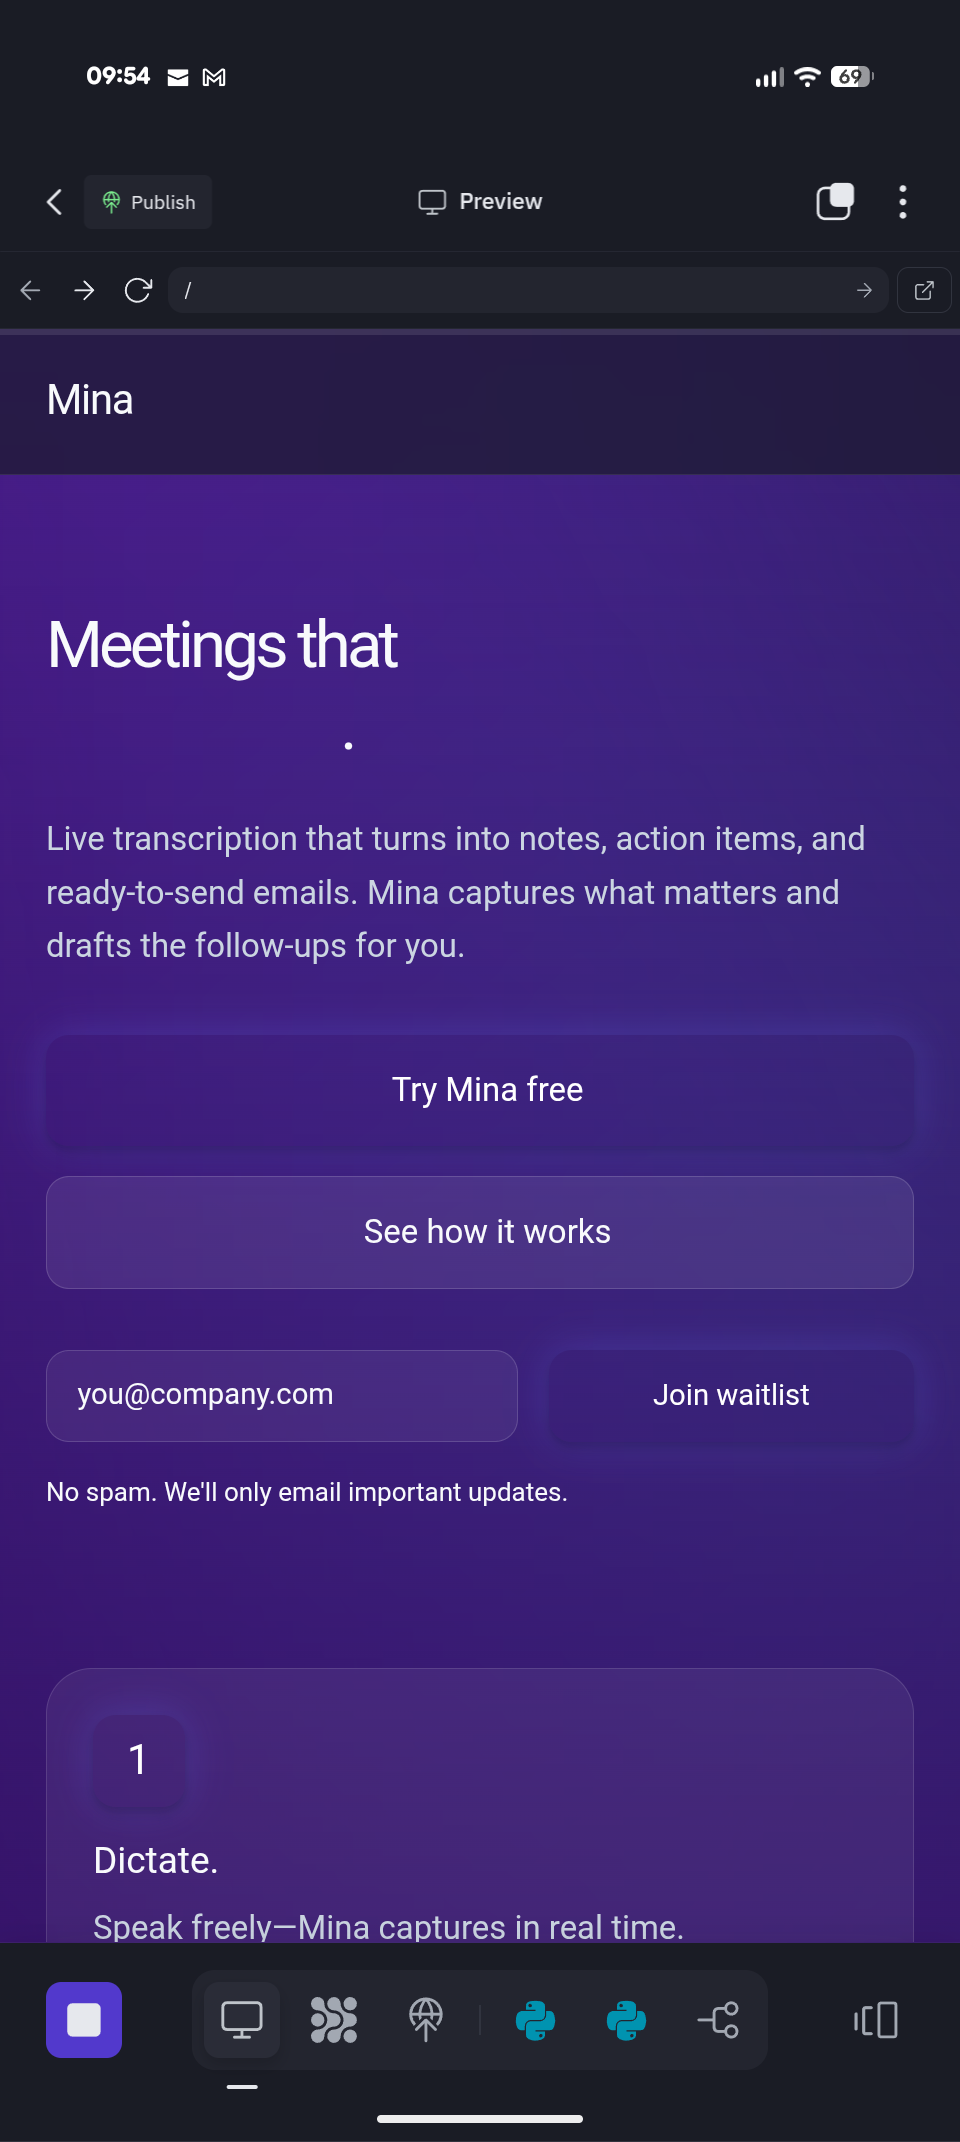 09:54
69
Publish
Preview
/
Mina
Meetings that
.
Live transcription that turns into notes, action items, and
ready-to-send emails. Mina captures what matters and
drafts the follow-ups for you.
Try Mina free
See how it works
you@company.com
Join waitlist
No spam. We'll only email important updates.
1
Dictate.
Speak freely—Mina captures in real time.